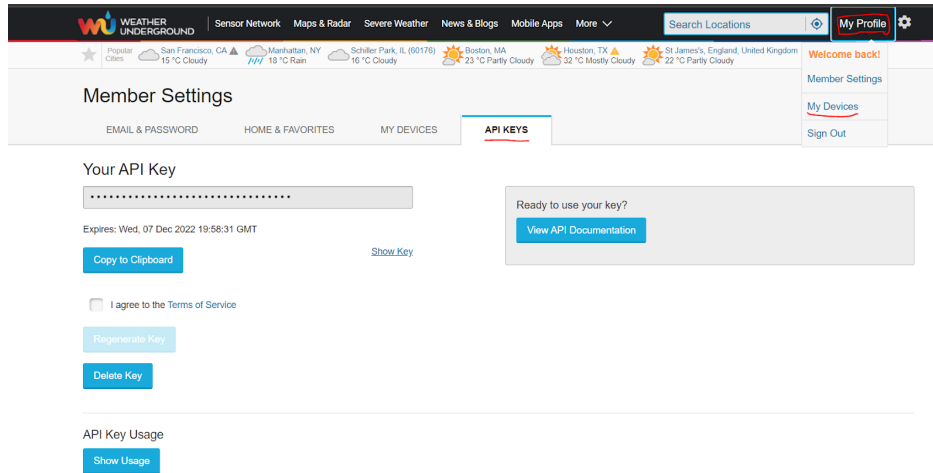 WEATHER UNDERGROUND
Sensor Network Maps & Radar Severe Weather News & Blogs Mobile Apps More
Search Locations
My Profile
Popular Cities
San Francisco, CA
15 °C Cloudy
Manhattan, NY
18 °C Rain
Schiller Park, IL (60176)
16 °C Cloudy
Boston, MA
23 °C Partly Cloudy
Houston, TX
32 °C Mostly Cloudy
St James's, England, United Kingdom
22 °C Partly Cloudy
Welcome back!
Member Settings
My Devices
Sign Out
Member Settings
EMAIL & PASSWORD HOME & FAVORITES MY DEVICES API KEYS
Your API Key
Expires: Wed, 07 Dec 2022 19:58:31 GMT
Copy to Clipboard
Show Key
Ready to use your key?
View API Documentation
I agree to the Terms of Service
Regenerate Key
Delete Key
API Key Usage
Show Usage